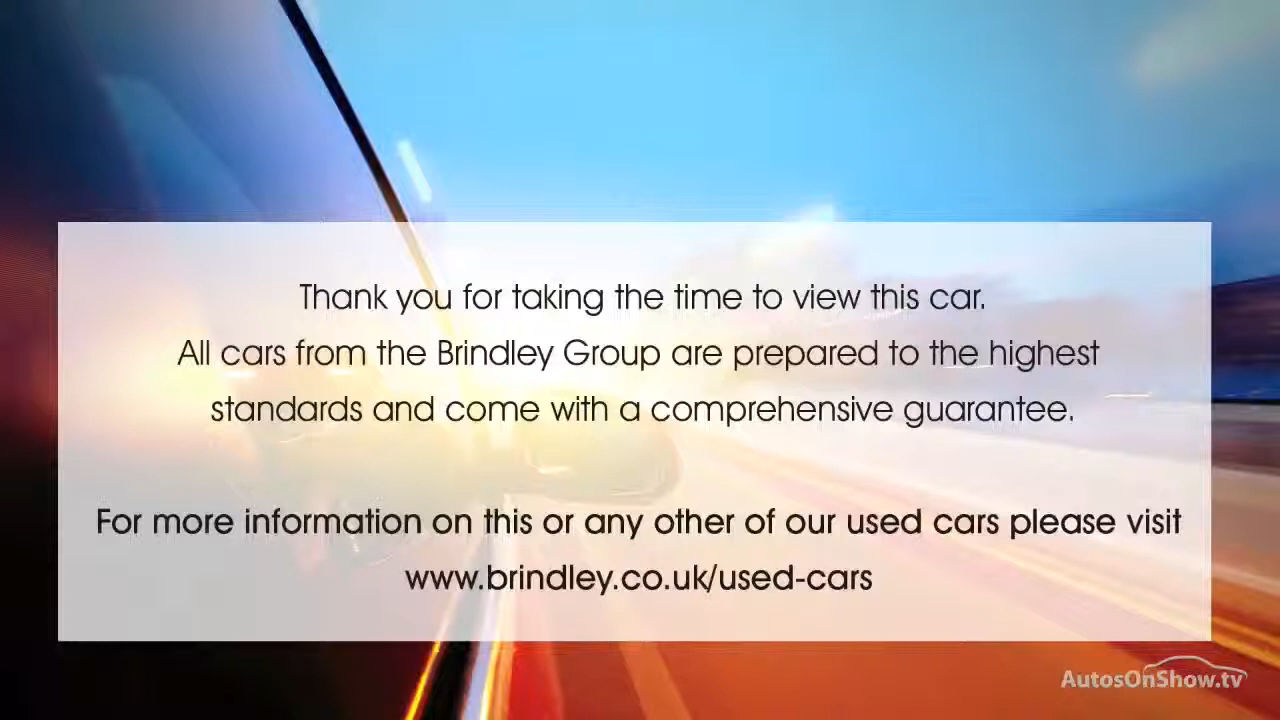 Thank you for taking the time to view this car.
All cars from the Brindley Group are prepared to the highest
standards and come with a comprehensive guarantee.
For more information on this or any other of our used cars please visit
www.brindley.co.uk/used-cars
AutosOnShow.tv